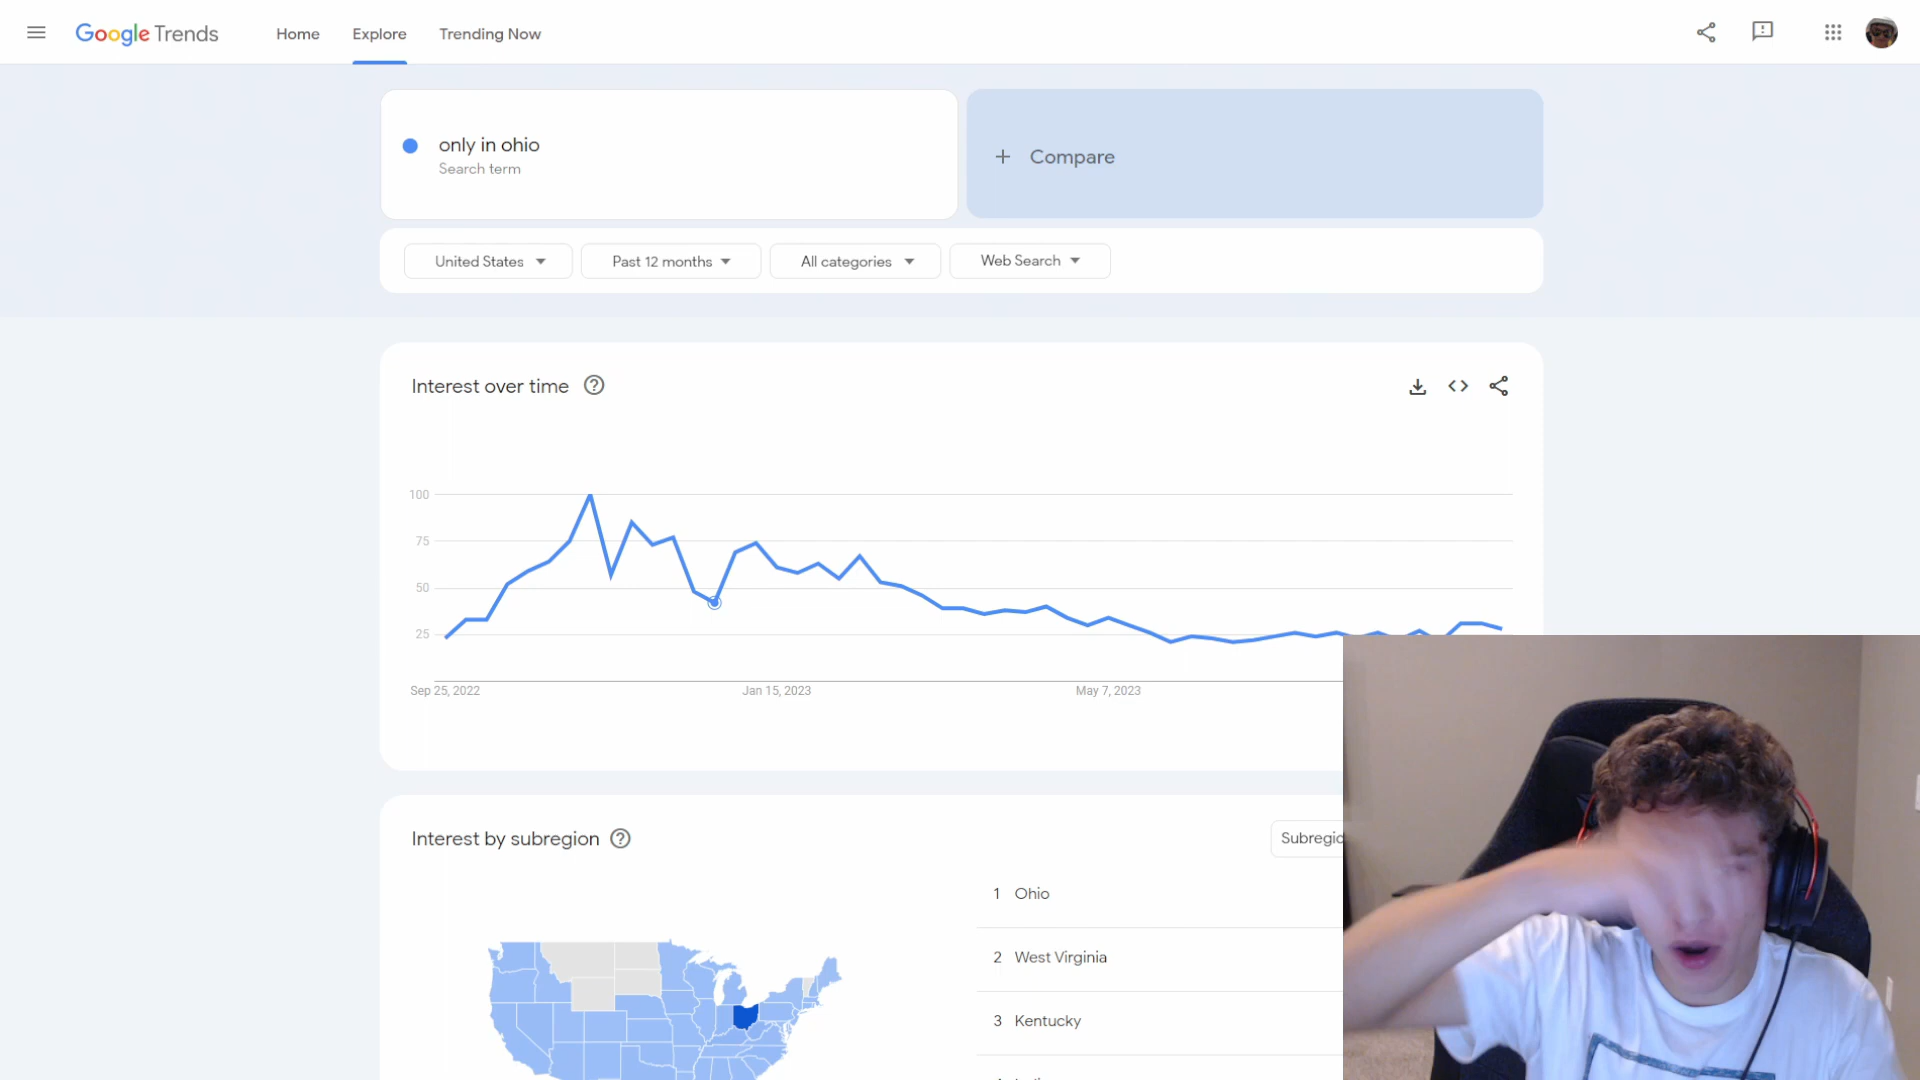 Google Trends
Home
Explore
Trending Now
only in ohio
Search term
+ Compare
United States
Past 12 months
All categories
Web Search
Interest over time
100
75
50
25
Sep 25, 2022
Jan 15, 2023
May 7, 2023
Interest by subregion
1 Ohio
2 West Virginia
3 Kentucky